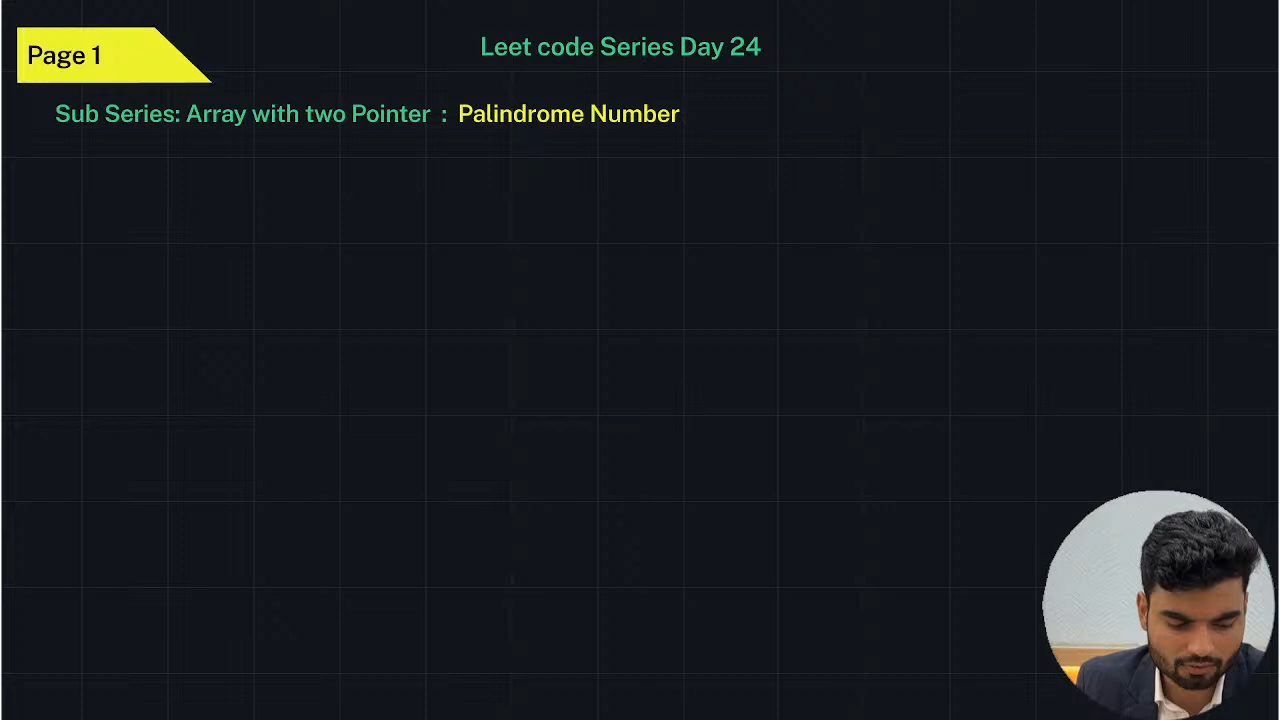 Page 1
Leet code Series Day 24
Sub Series: Array with two Pointer : Palindrome Number